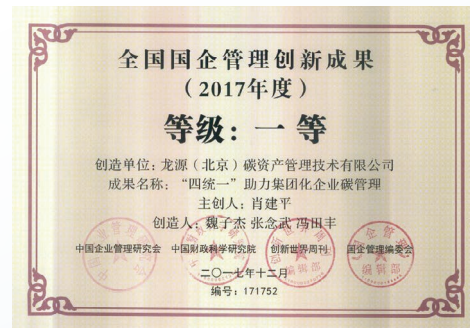 全国国企管理创新成果
（2017年度）
等级：一等
创造单位：龙源（北京）碳资产管理技术有限公司
成果名称：“四统一”助力集团化企业碳管理
主创人：肖建平
创造人：魏子杰 张念武 冯田丰
中国企业管理研究会 中国财政科学研究院 创新世界周刊 国企管理编委会
二〇一七年十二月
编号：171752